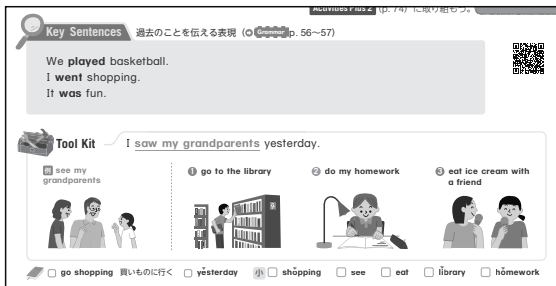 Activities Plus 2 (p. 74) に取り組もう。
Key Sentences 過去のことを伝える表現 (Grammar p. 56~57)
We played basketball.
I went shopping.
It was fun.
Tool Kit I saw my grandparents yesterday.
例 see my grandparents
❶ go to the library
❷ do my homework
❸ eat ice cream with a friend
go shopping 買いものに行く yesterday 小 shopping see eat library homework